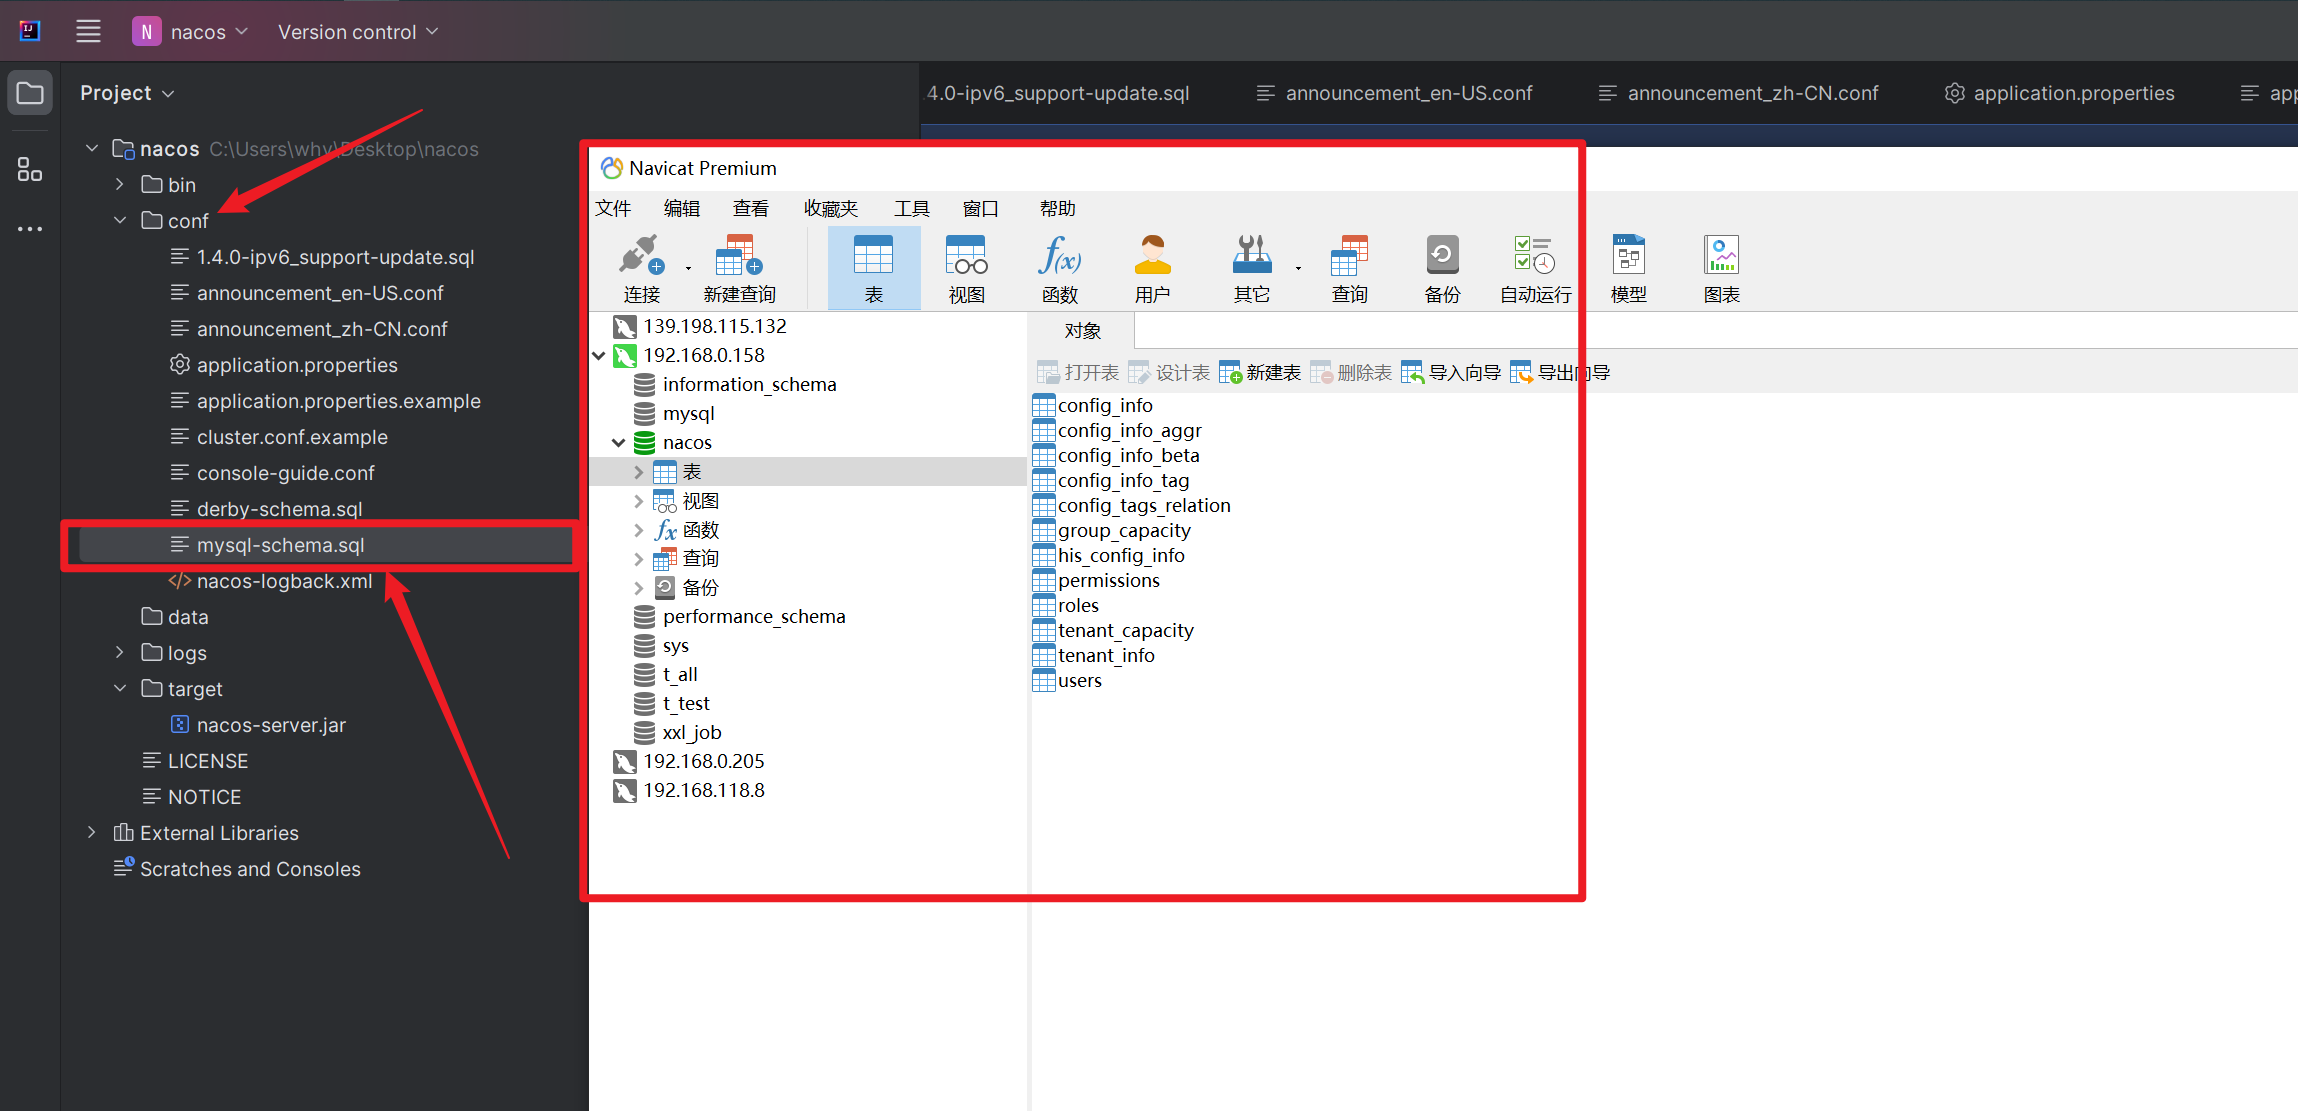 N nacos Version control
Project
nacos C:\Users\why\Desktop\nacos
bin
conf
1.4.0-ipv6_support-update.sql
announcement_en-US.conf
announcement_zh-CN.conf
application.properties
application.properties.example
cluster.conf.example
console-guide.conf
derby-schema.sql
mysql-schema.sql
nacos-logback.xml
data
logs
target
nacos-server.jar
LICENSE
NOTICE
External Libraries
Scratches and Consoles
.4.0-ipv6_support-update.sql announcement_en-US.conf announcement_zh-CN.conf application.properties app
Navicat Premium
文件 编辑 查看 收藏夹 工具 窗口 帮助
连接 新建查询 表 视图 函数 用户 其它 查询 备份 自动运行 模型 图表
139.198.115.132
192.168.0.158
information_schema
mysql
nacos
表
视图
函数
查询
备份
performance_schema
sys
t_all
t_test
xxl_job
192.168.0.205
192.168.118.8
对象
打开表 设计表 新建表 删除表 导入向导 导出向导
config_info
config_info_aggr
config_info_beta
config_info_tag
config_tags_relation
group_capacity
his_config_info
permissions
roles
tenant_capacity
tenant_info
users